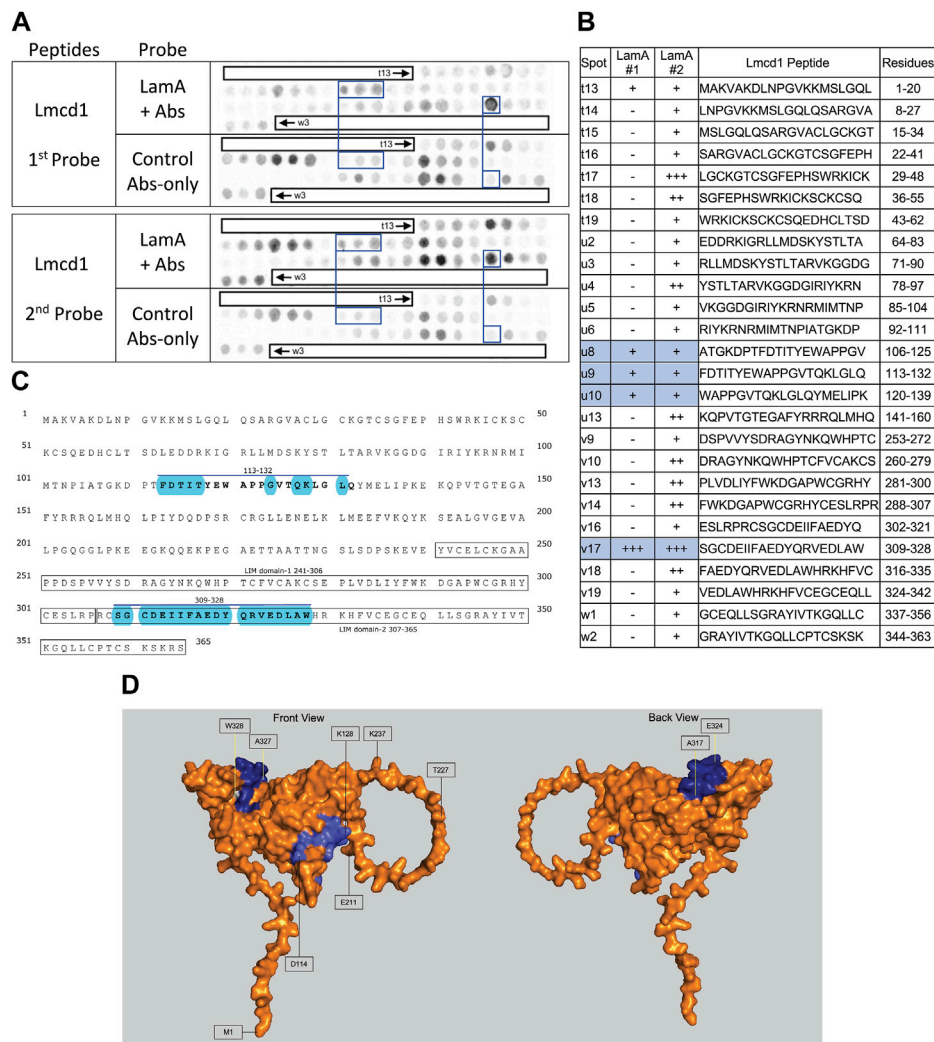 A
Peptides Probe
Lmcd1
1st Probe
LamA
+ Abs
t13
w3
Control
Abs-only
t13
w3
Lmcd1
2nd Probe
LamA
+ Abs
t13
w3
Control
Abs-only
t13
w3
B
Spot LamA #1 LamA #2 Lmcd1 Peptide Residues
t13 + + MAKVAKDLNPGVKKMSLGQL 1-20
t14 - + LNPGVKKMSLGQLQSARGVA 8-27
t15 - + MSLGQLQSARGVACLGCKGT 15-34
t16 - + SARGVACLGCKGTCSGFEPH 22-41
t17 - +++ LGCKGTCSGFEPHSWRKICK 29-48
t18 - ++ SGFEPHSWRKICKSCKCSQ 36-55
t19 - + WRKICKSCKCSQEDHCLTSD 43-62
u2 - + EDDRKIGRLLMDSKYSTLTA 64-83
u3 - + RLLMDSKYSTLTARVKGGDG 71-90
u4 - ++ YSTLTARVKGGDGIRIYKRN 78-97
u5 - + VKGGDGIRIYKRNRMIMTNP 85-104
u6 - + RIYKRNRMIMTNPIATGKDP 92-111
u8 + + ATGKDPTFDTITYEWAPPGV 106-125
u9 + + FDTITYEWAPPGVTQKLGLQ 113-132
u10 + + WAPPGVTQKLGLQYMELIPK 120-139
u13 - ++ KQPVTGTEGAFYRRRQLMHQ 141-160
v9 - + DSPVVYSDRAGYNKQWHPTC 253-272
v10 - ++ DRAGYNKQWHPTCFVCAKCS 260-279
v13 - ++ PLVDLIYFWKDGAPWCGRHY 281-300
v14 - ++ FWKDGAPWCGRHYCESLRPR 288-307
v16 - + ESLRPRCSGCDEIIFAEDYQ 302-321
v17 +++ +++ SGCDEIIFAEDYQRVEDLAW 309-328
v18 - ++ FAEDYQRVEDLAWHRKHFVC 316-335
v19 - + VEDLAWHRKHFVCEGCEQLL 324-342
w1 - + GCEQLLSGRAYIVTKGQLLC 337-356
w2 - + GRAYIVTKGQLLCPTCSKSK 344-363
C
1 MAKVAKDLNP GVKKMSLGQL QSARGVACLG CKGTCSGFEP HSWRKICKSC 50
51 KCSQEDHCLT SDLEDDRKIG RLLMDSKYST LTARVKGGDG IRIYKRNRMI 100
113-132
101 MTNPIATGKD PTFDTITYEW APPGVTQKLG LQYMELIPKE KQPVTGTEGA 150
151 FYRRRQLMHQ LPIYDQDPSR CRGLLENELK LMEEFVKQYK SEALGVGEVA 200
201 LPGQGGLPKE EGKQQEKPEG AETTAATTNG SLSDPSKEVE YVCELCKGAA 250
251 PPDSPVVYSD RAGYNKQWHP TCFVCAKCSE PLVDLIYFWK DGAPWCGRHY 300
LIM domain-1 241-306
309-328
301 CESLRPRCSG CDEIIFAEDY QRVEDLAWHR KHFVCEGCEQ LLSGRAYIVT 350
LIM domain-2 307-365
351 KGQLLCPTCS KSKRS 365
D
Front View Back View
W328
A327
K128
K237
T227
E324
A317
E211
D114
M1